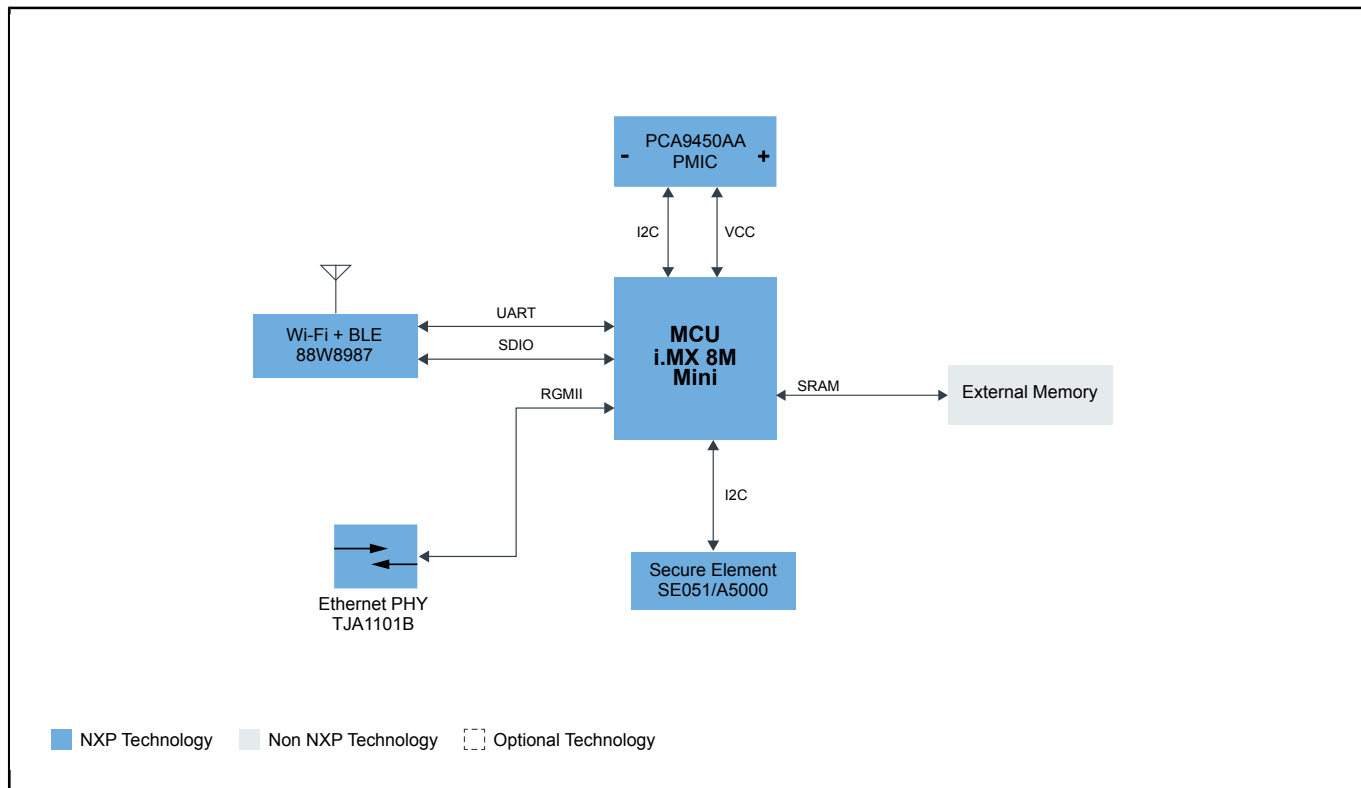 - PCA9450AA +
PMIC
I2C
VCC
Wi-Fi + BLE
88W8987
UART
SDIO
RGMII
MCU
i.MX 8M
Mini
SRAM
External Memory
I2C
Secure Element
SE051/A5000
Ethernet PHY
TJA1101B
NXP Technology
Non NXP Technology
Optional Technology